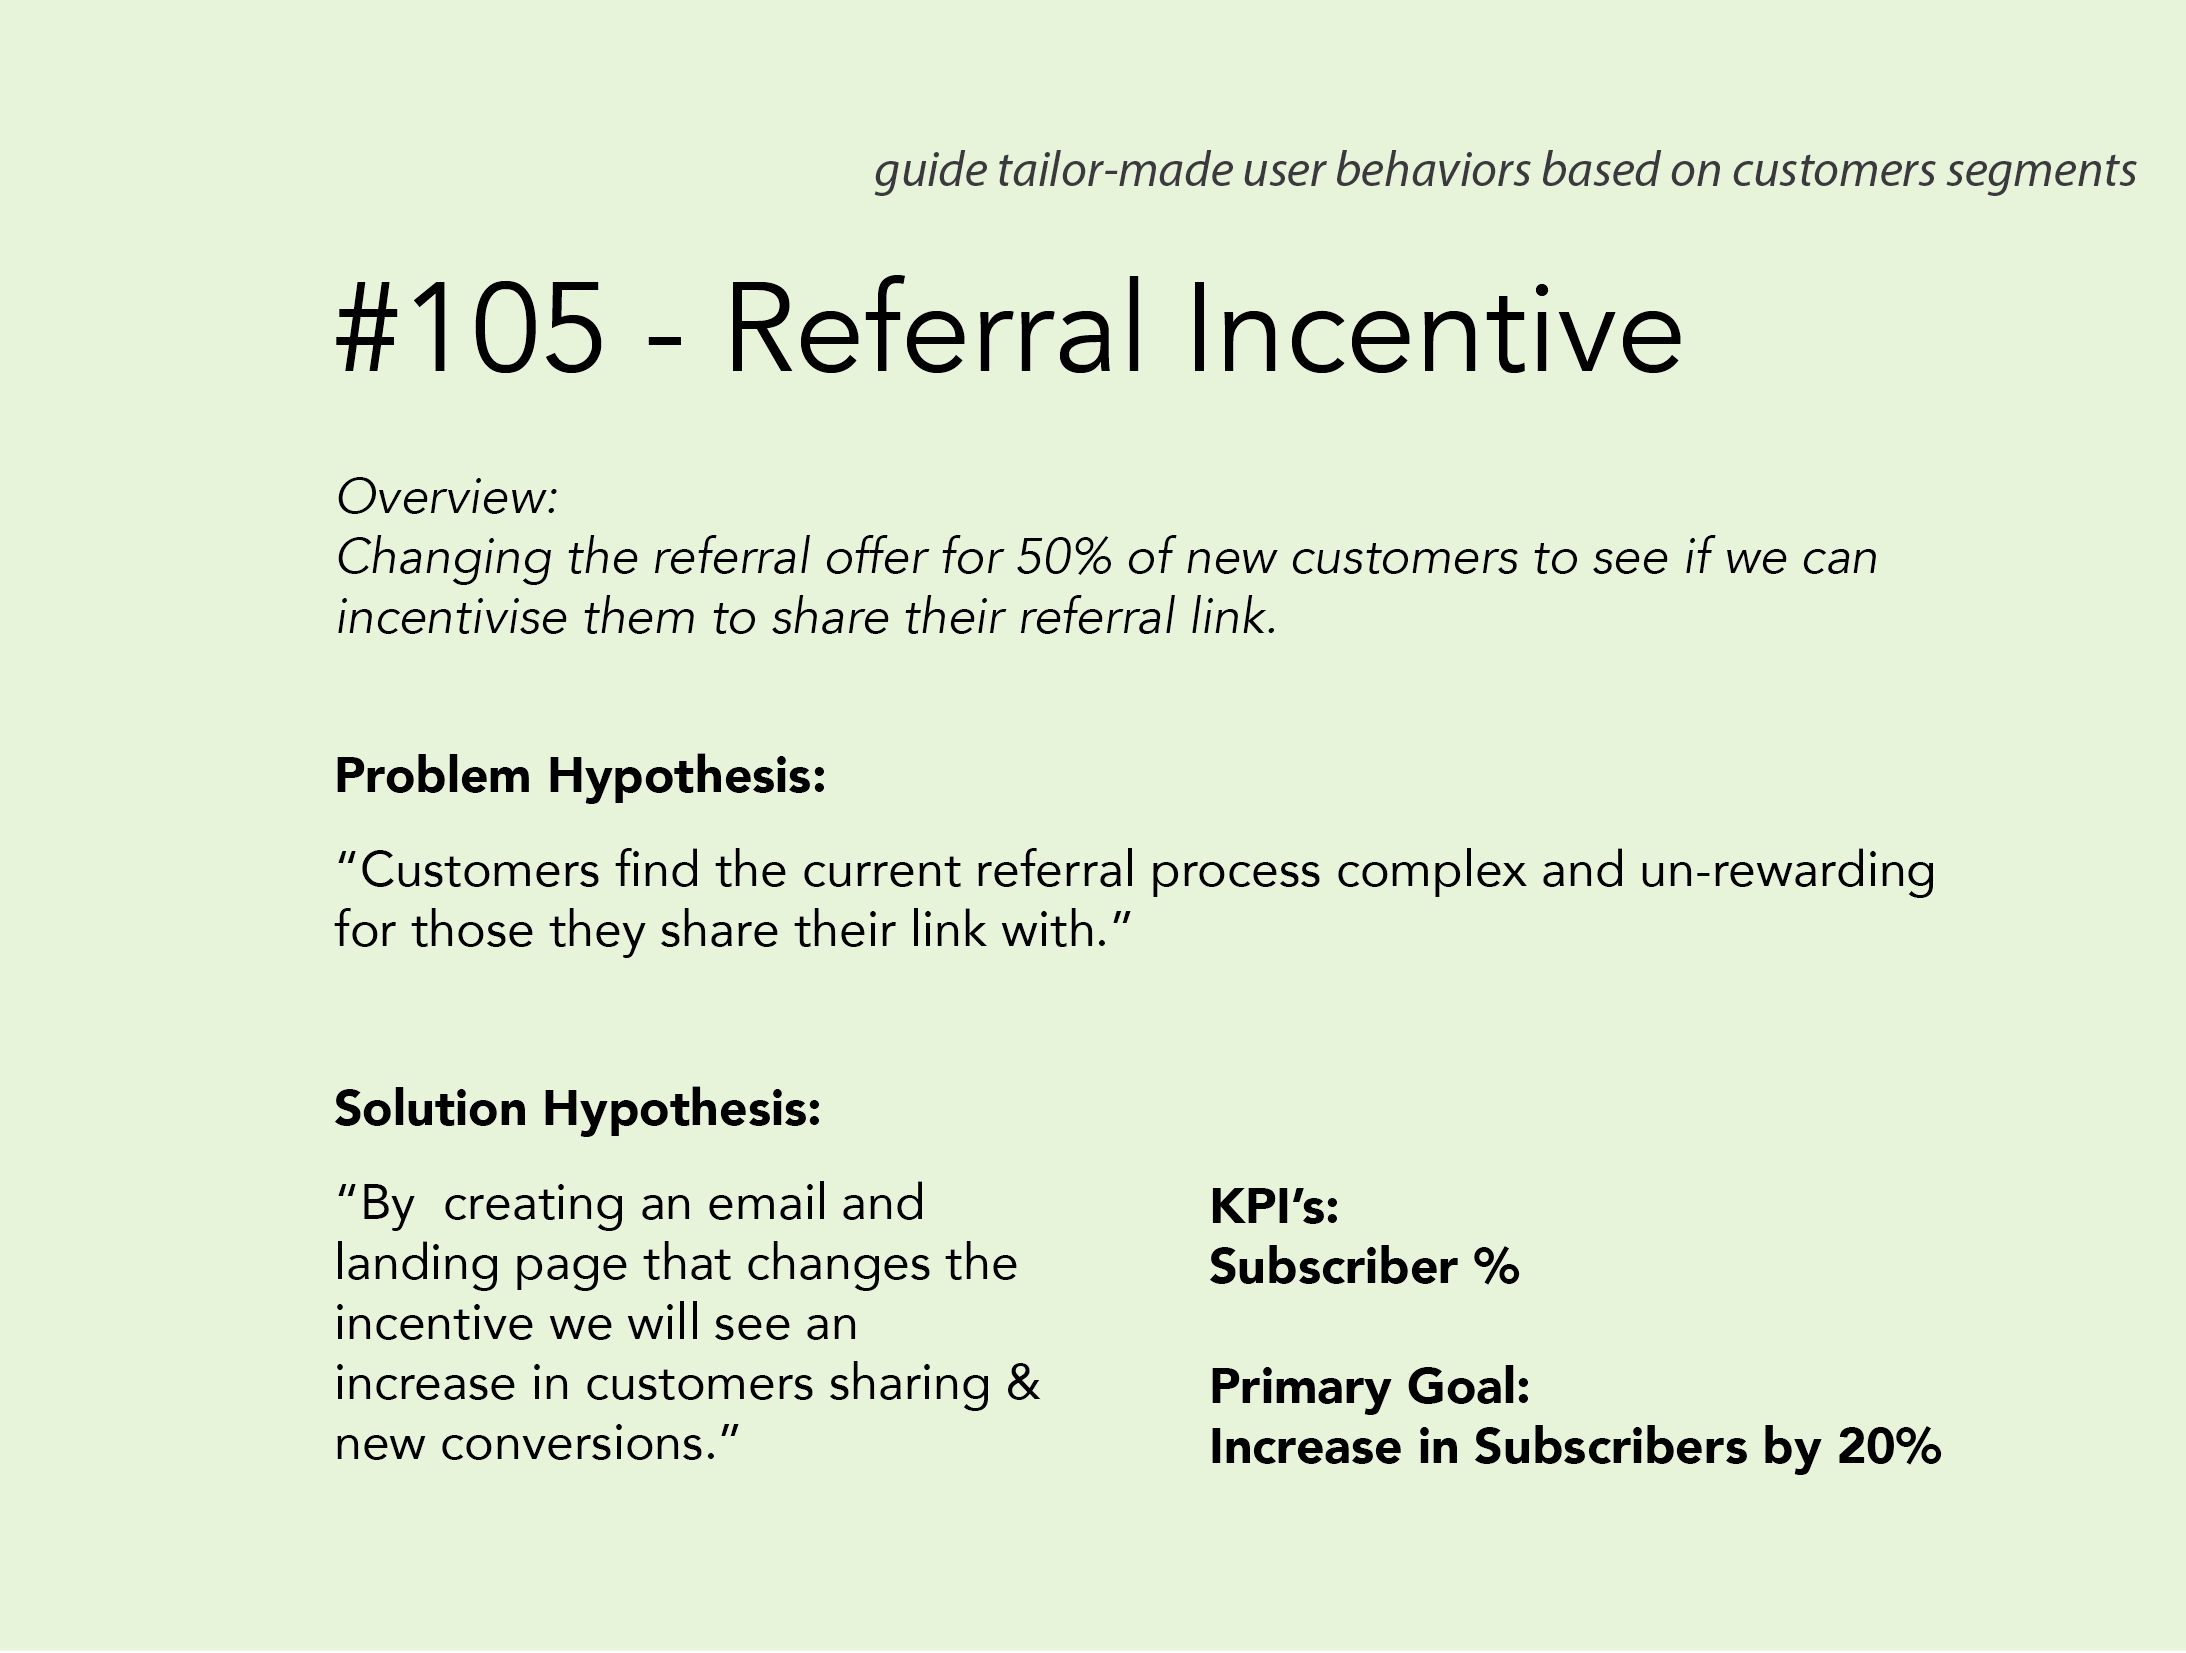 guide tailor-made user behaviors based on customers segments
#105 - Referral Incentive
Overview:
Changing the referral offer for 50% of new customers to see if we can
incentivise them to share their referral link.
Problem Hypothesis:
“Customers find the current referral process complex and un-rewarding
for those they share their link with.”
Solution Hypothesis:
“By  creating an email and
landing page that changes the
incentive we will see an
increase in customers sharing &
new conversions.”
KPI’s:
Subscriber %
Primary Goal:
Increase in Subscribers by 20%